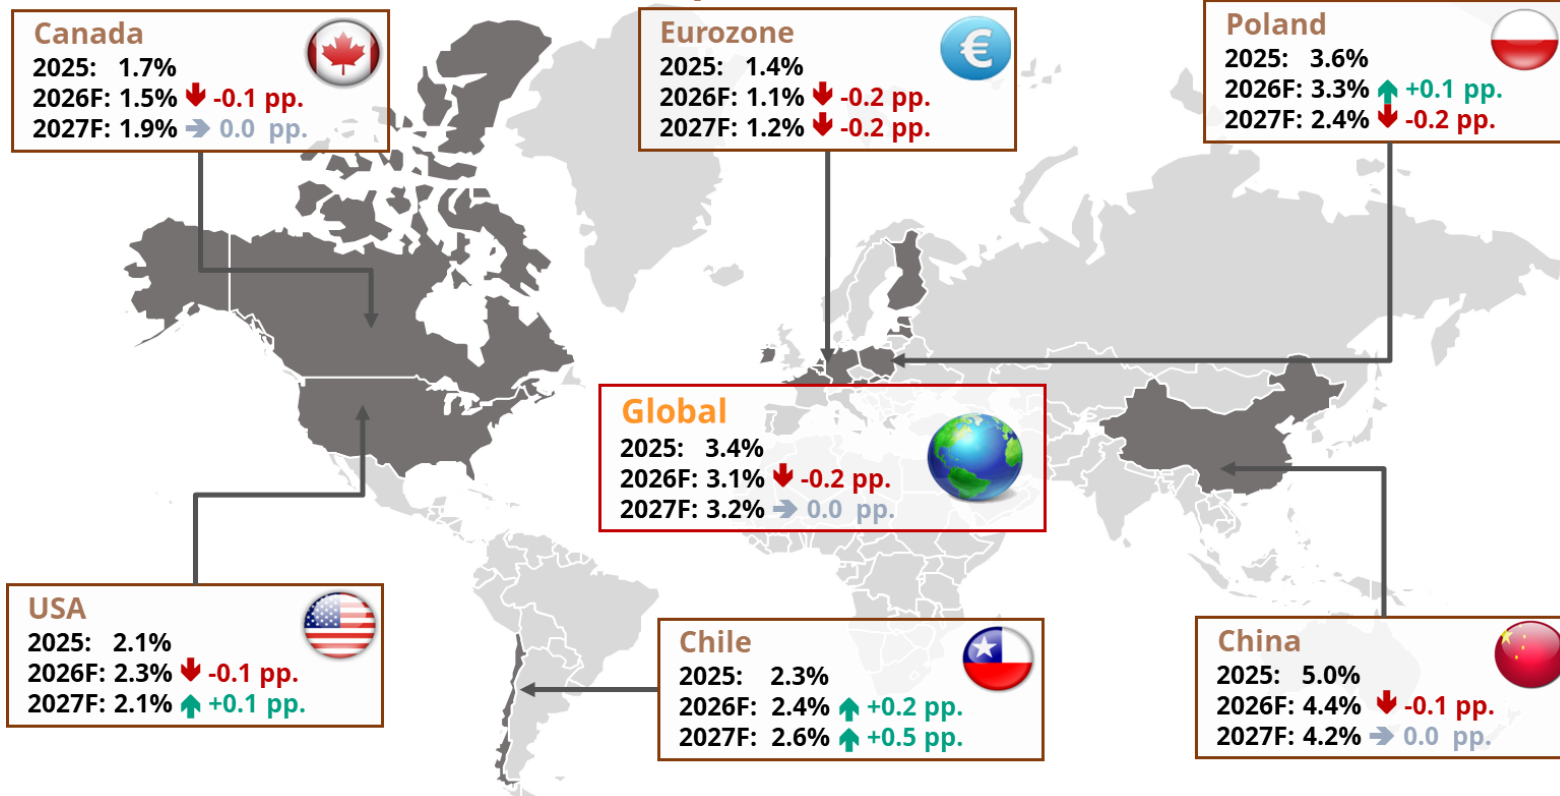 Canada
2025: 1.7%
2026F: 1.5% -0.1 pp.
2027F: 1.9% 0.0 pp.
Eurozone
€
2025: 1.4%
2026F: 1.1% -0.2 pp.
2027F: 1.2% -0.2 pp.
Poland
2025: 3.6%
2026F: 3.3% +0.1 pp.
2027F: 2.4% -0.2 pp.
Global
2025: 3.4%
2026F: 3.1% -0.2 pp.
2027F: 3.2% 0.0 pp.
USA
2025: 2.1%
2026F: 2.3% -0.1 pp.
2027F: 2.1% +0.1 pp.
Chile
2025: 2.3%
2026F: 2.4% +0.2 pp.
2027F: 2.6% +0.5 pp.
China
2025: 5.0%
2026F: 4.4% -0.1 pp.
2027F: 4.2% 0.0 pp.